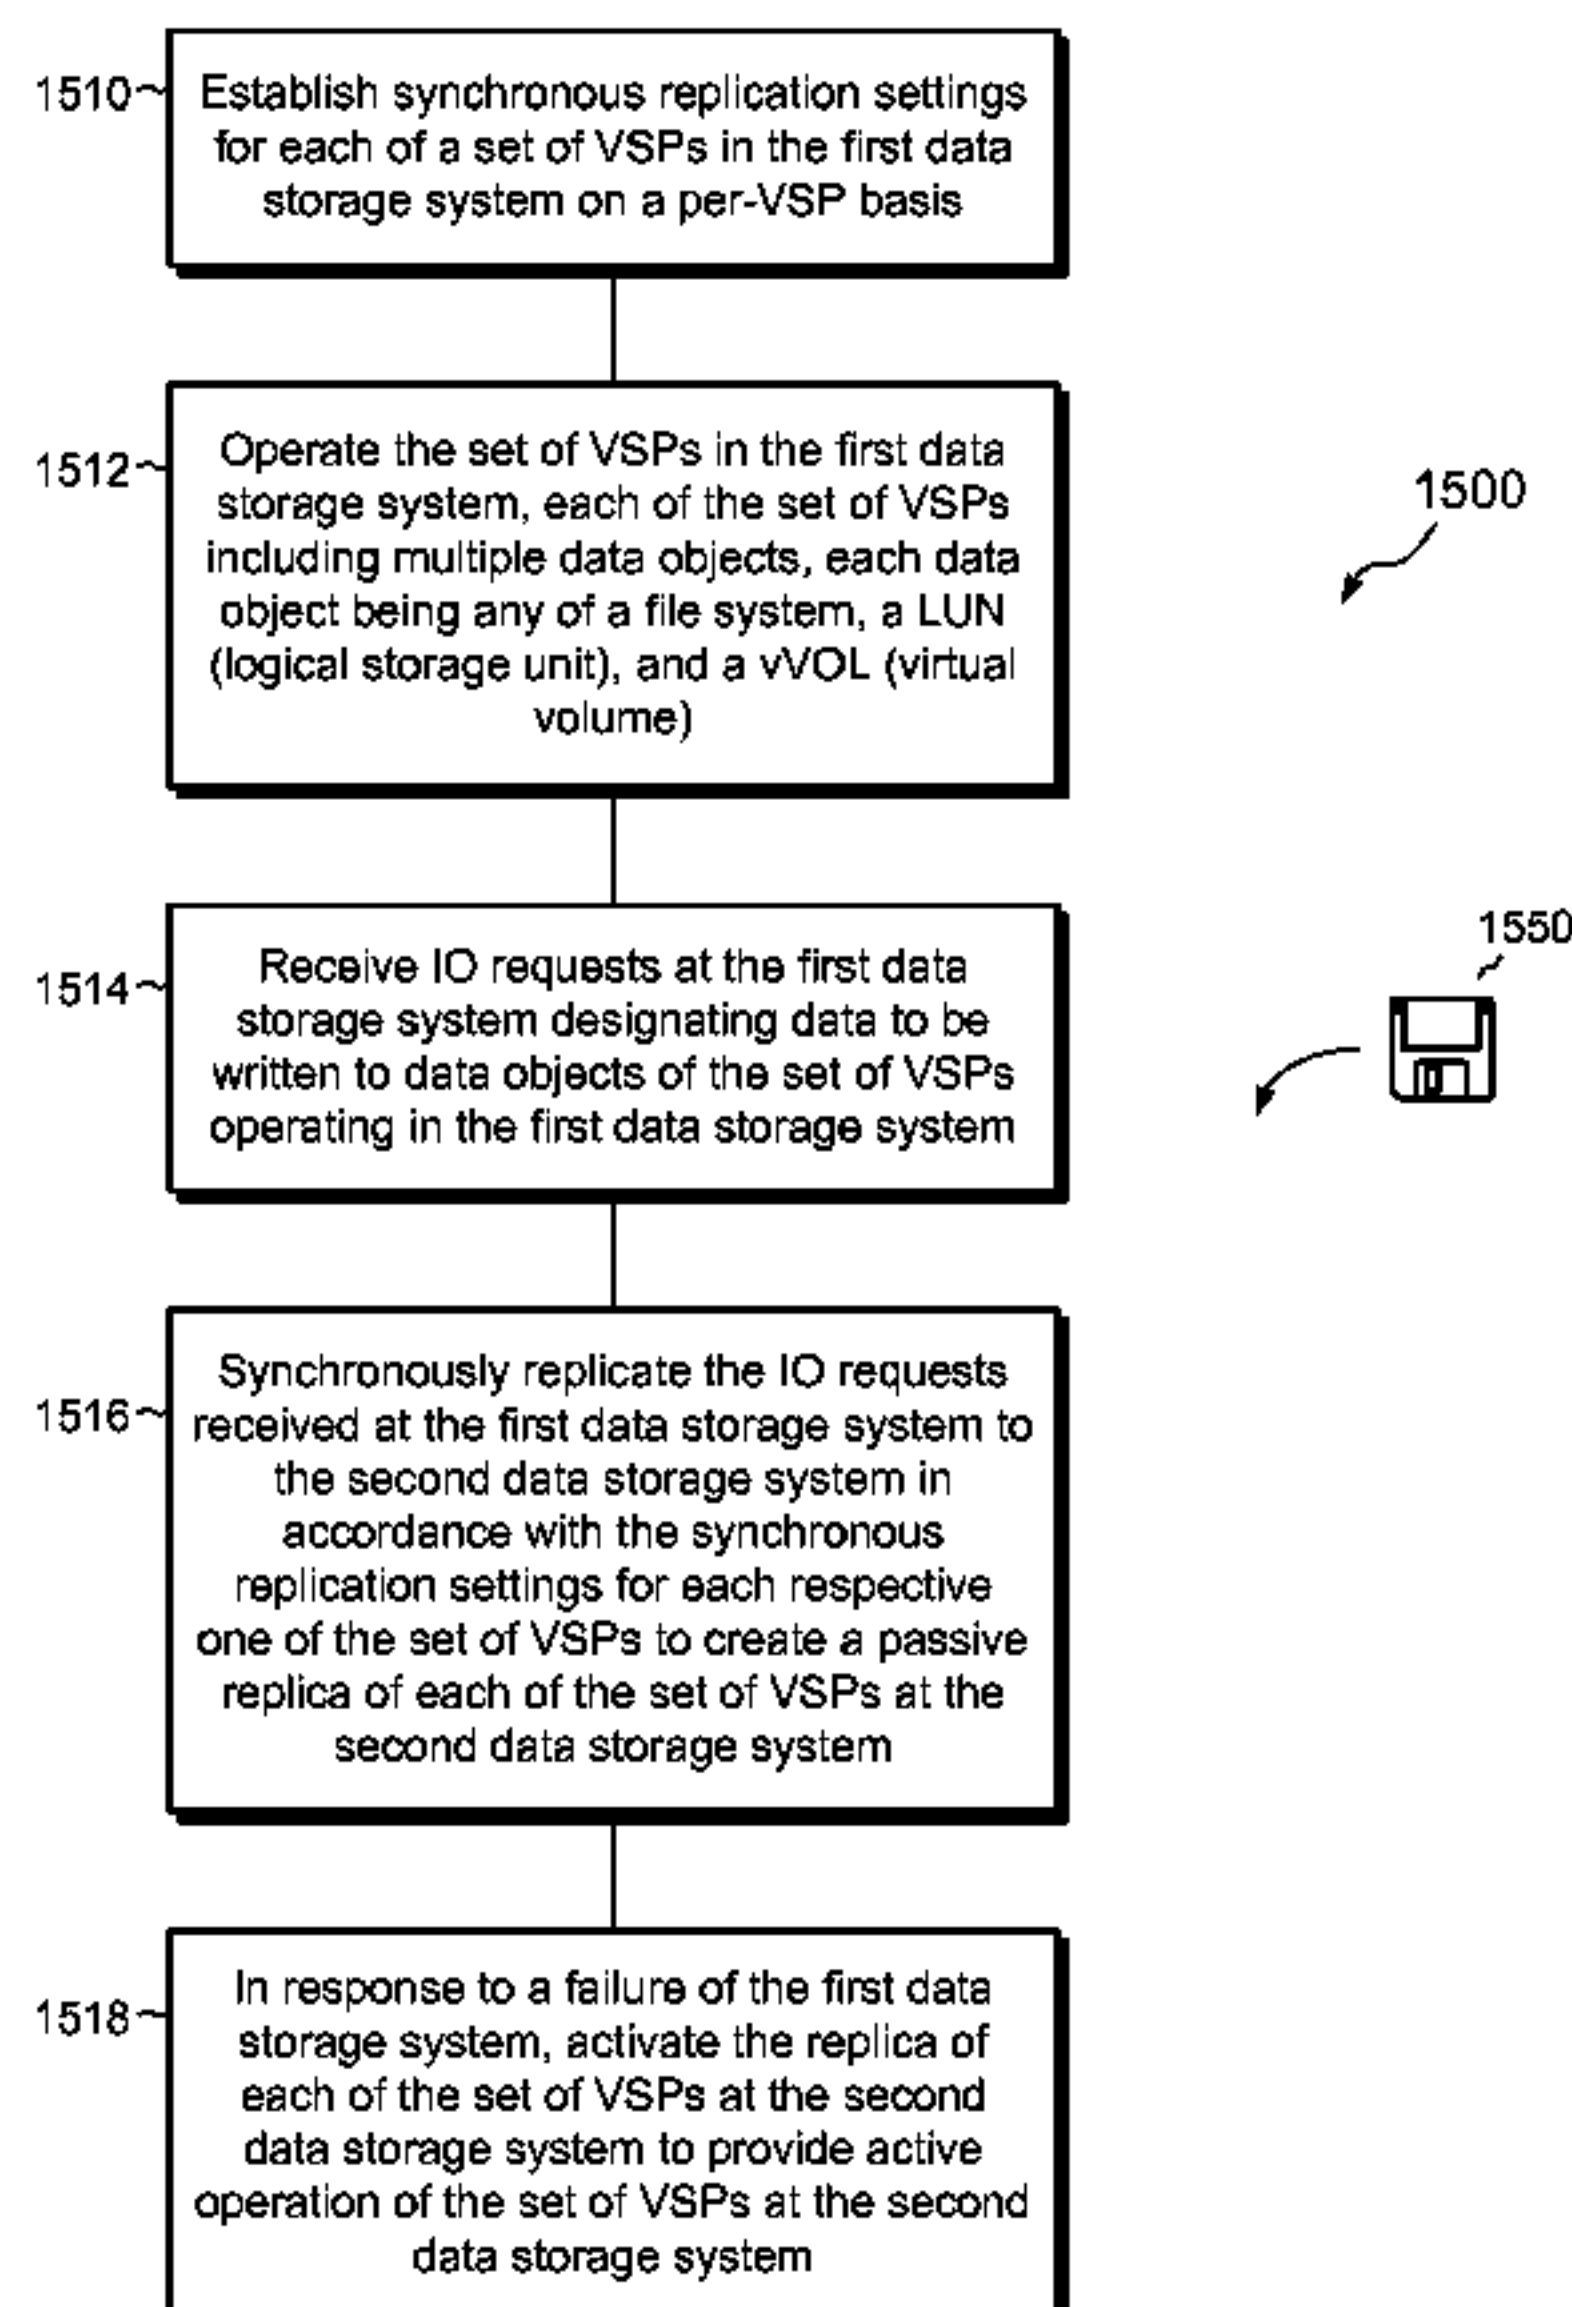 1510
Establish synchronous replication settings
for each of a set of VSPs in the first data
storage system on a per-VSP basis
1512
Operate the set of VSPs in the first data
storage system, each of the set of VSPs
including multiple data objects, each data
object being any of a file system, a LUN
(logical storage unit), and a vVOL (virtual
volume)
1500
1550
1514
Receive IO requests at the first data
storage system designating data to be
written to data objects of the set of VSPs
operating in the first data storage system
1516
Synchronously replicate the IO requests
received at the first data storage system to
the second data storage system in
accordance with the synchronous
replication settings for each respective
one of the set of VSPs to create a passive
replica of each of the set of VSPs at the
second data storage system
1518
In response to a failure of the first data
storage system, activate the replica of
each of the set of VSPs at the second
data storage system to provide active
operation of the set of VSPs at the second
data storage system